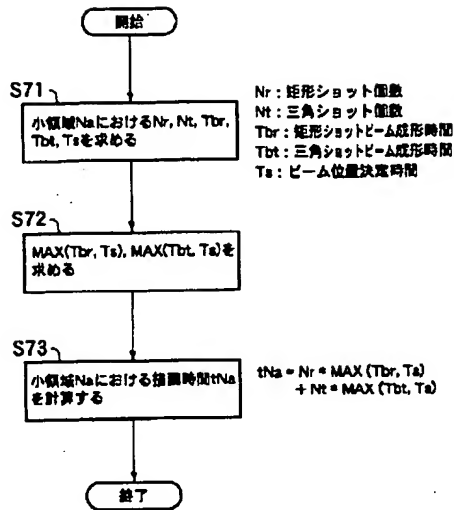 開始
S71
小領域NaにおけるNr, Nt, Tbr,
Tbt, Tsを求める
Nr : 矩形ショット個数
Nt : 三角ショット個数
Tbr : 矩形ショットビーム成形時間
Tbt : 三角ショットビーム成形時間
Ts : ビーム位置決定時間
S72
MAX(Tbr, Ts), MAX(Tbt, Ts)を
求める
S73
小領域Naにおける描画時間tNa
を計算する
tNa = Nr * MAX (Tbr, Ts)
+ Nt * MAX (Tbt, Ts)
終了